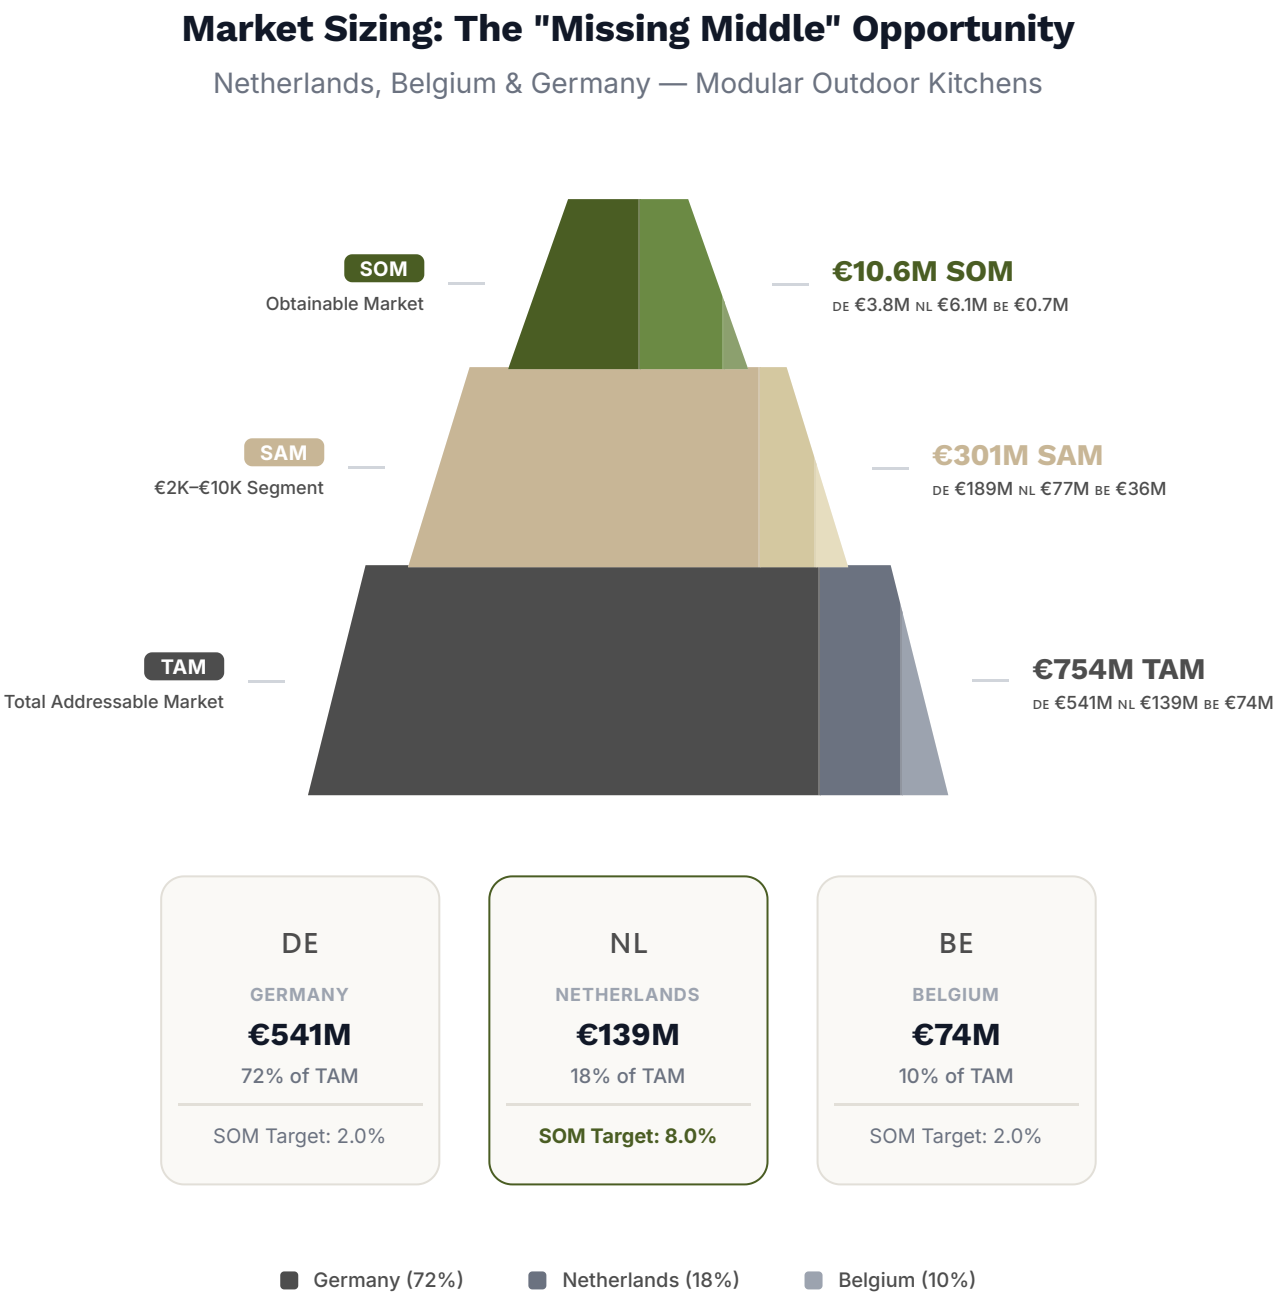 Market Sizing: The "Missing Middle" Opportunity
Netherlands, Belgium & Germany — Modular Outdoor Kitchens
SOM
Obtainable Market
€10.6M SOM
DE €3.8M NL €6.1M BE €0.7M
SAM
€2K–€10K Segment
€301M SAM
DE €189M NL €77M BE €36M
TAM
Total Addressable Market
€754M TAM
DE €541M NL €139M BE €74M
DE
GERMANY
€541M
72% of TAM
SOM Target: 2.0%
NL
NETHERLANDS
€139M
18% of TAM
SOM Target: 8.0%
BE
BELGIUM
€74M
10% of TAM
SOM Target: 2.0%
Germany (72%)
Netherlands (18%)
Belgium (10%)